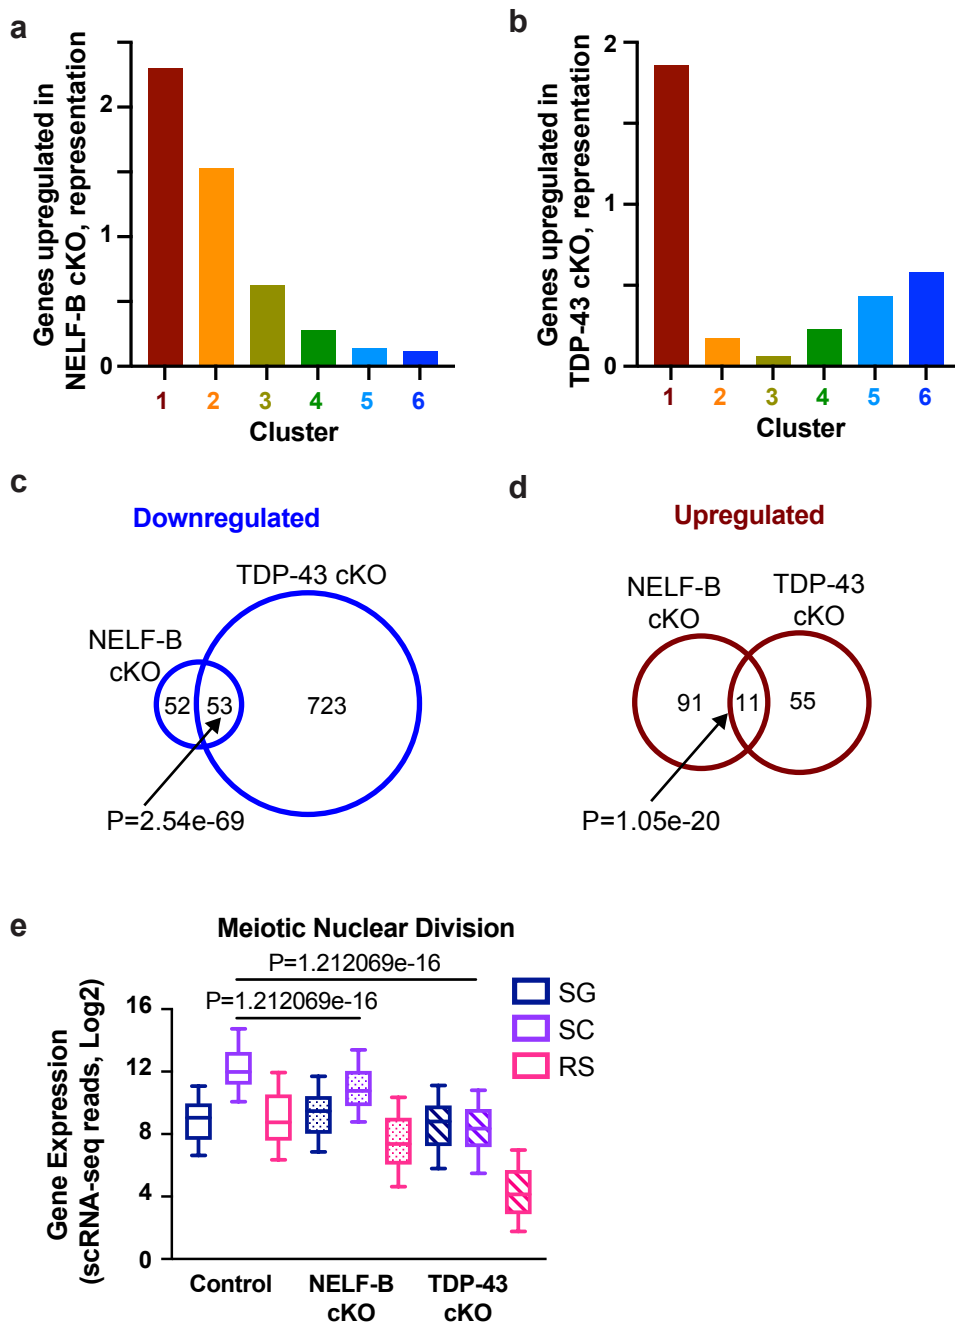 a
Genes upregulated in
NELF-B cKO, representation
2
1
0
1 2 3 4 5 6
Cluster
b
Genes upregulated in
TDP-43 cKO, representation
2
1
0
1 2 3 4 5 6
Cluster
c
Downregulated
TDP-43 cKO
NELF-B
cKO
52 53 723
P=2.54e-69
d
Upregulated
NELF-B
cKO
TDP-43
cKO
91 11 55
P=1.05e-20
e
Meiotic Nuclear Division
P=1.212069e-16
P=1.212069e-16
Gene Expression
(scRNA-seq reads, Log2)
16
12
8
4
0
Control
NELF-B
cKO
TDP-43
cKO
SG
SC
RS